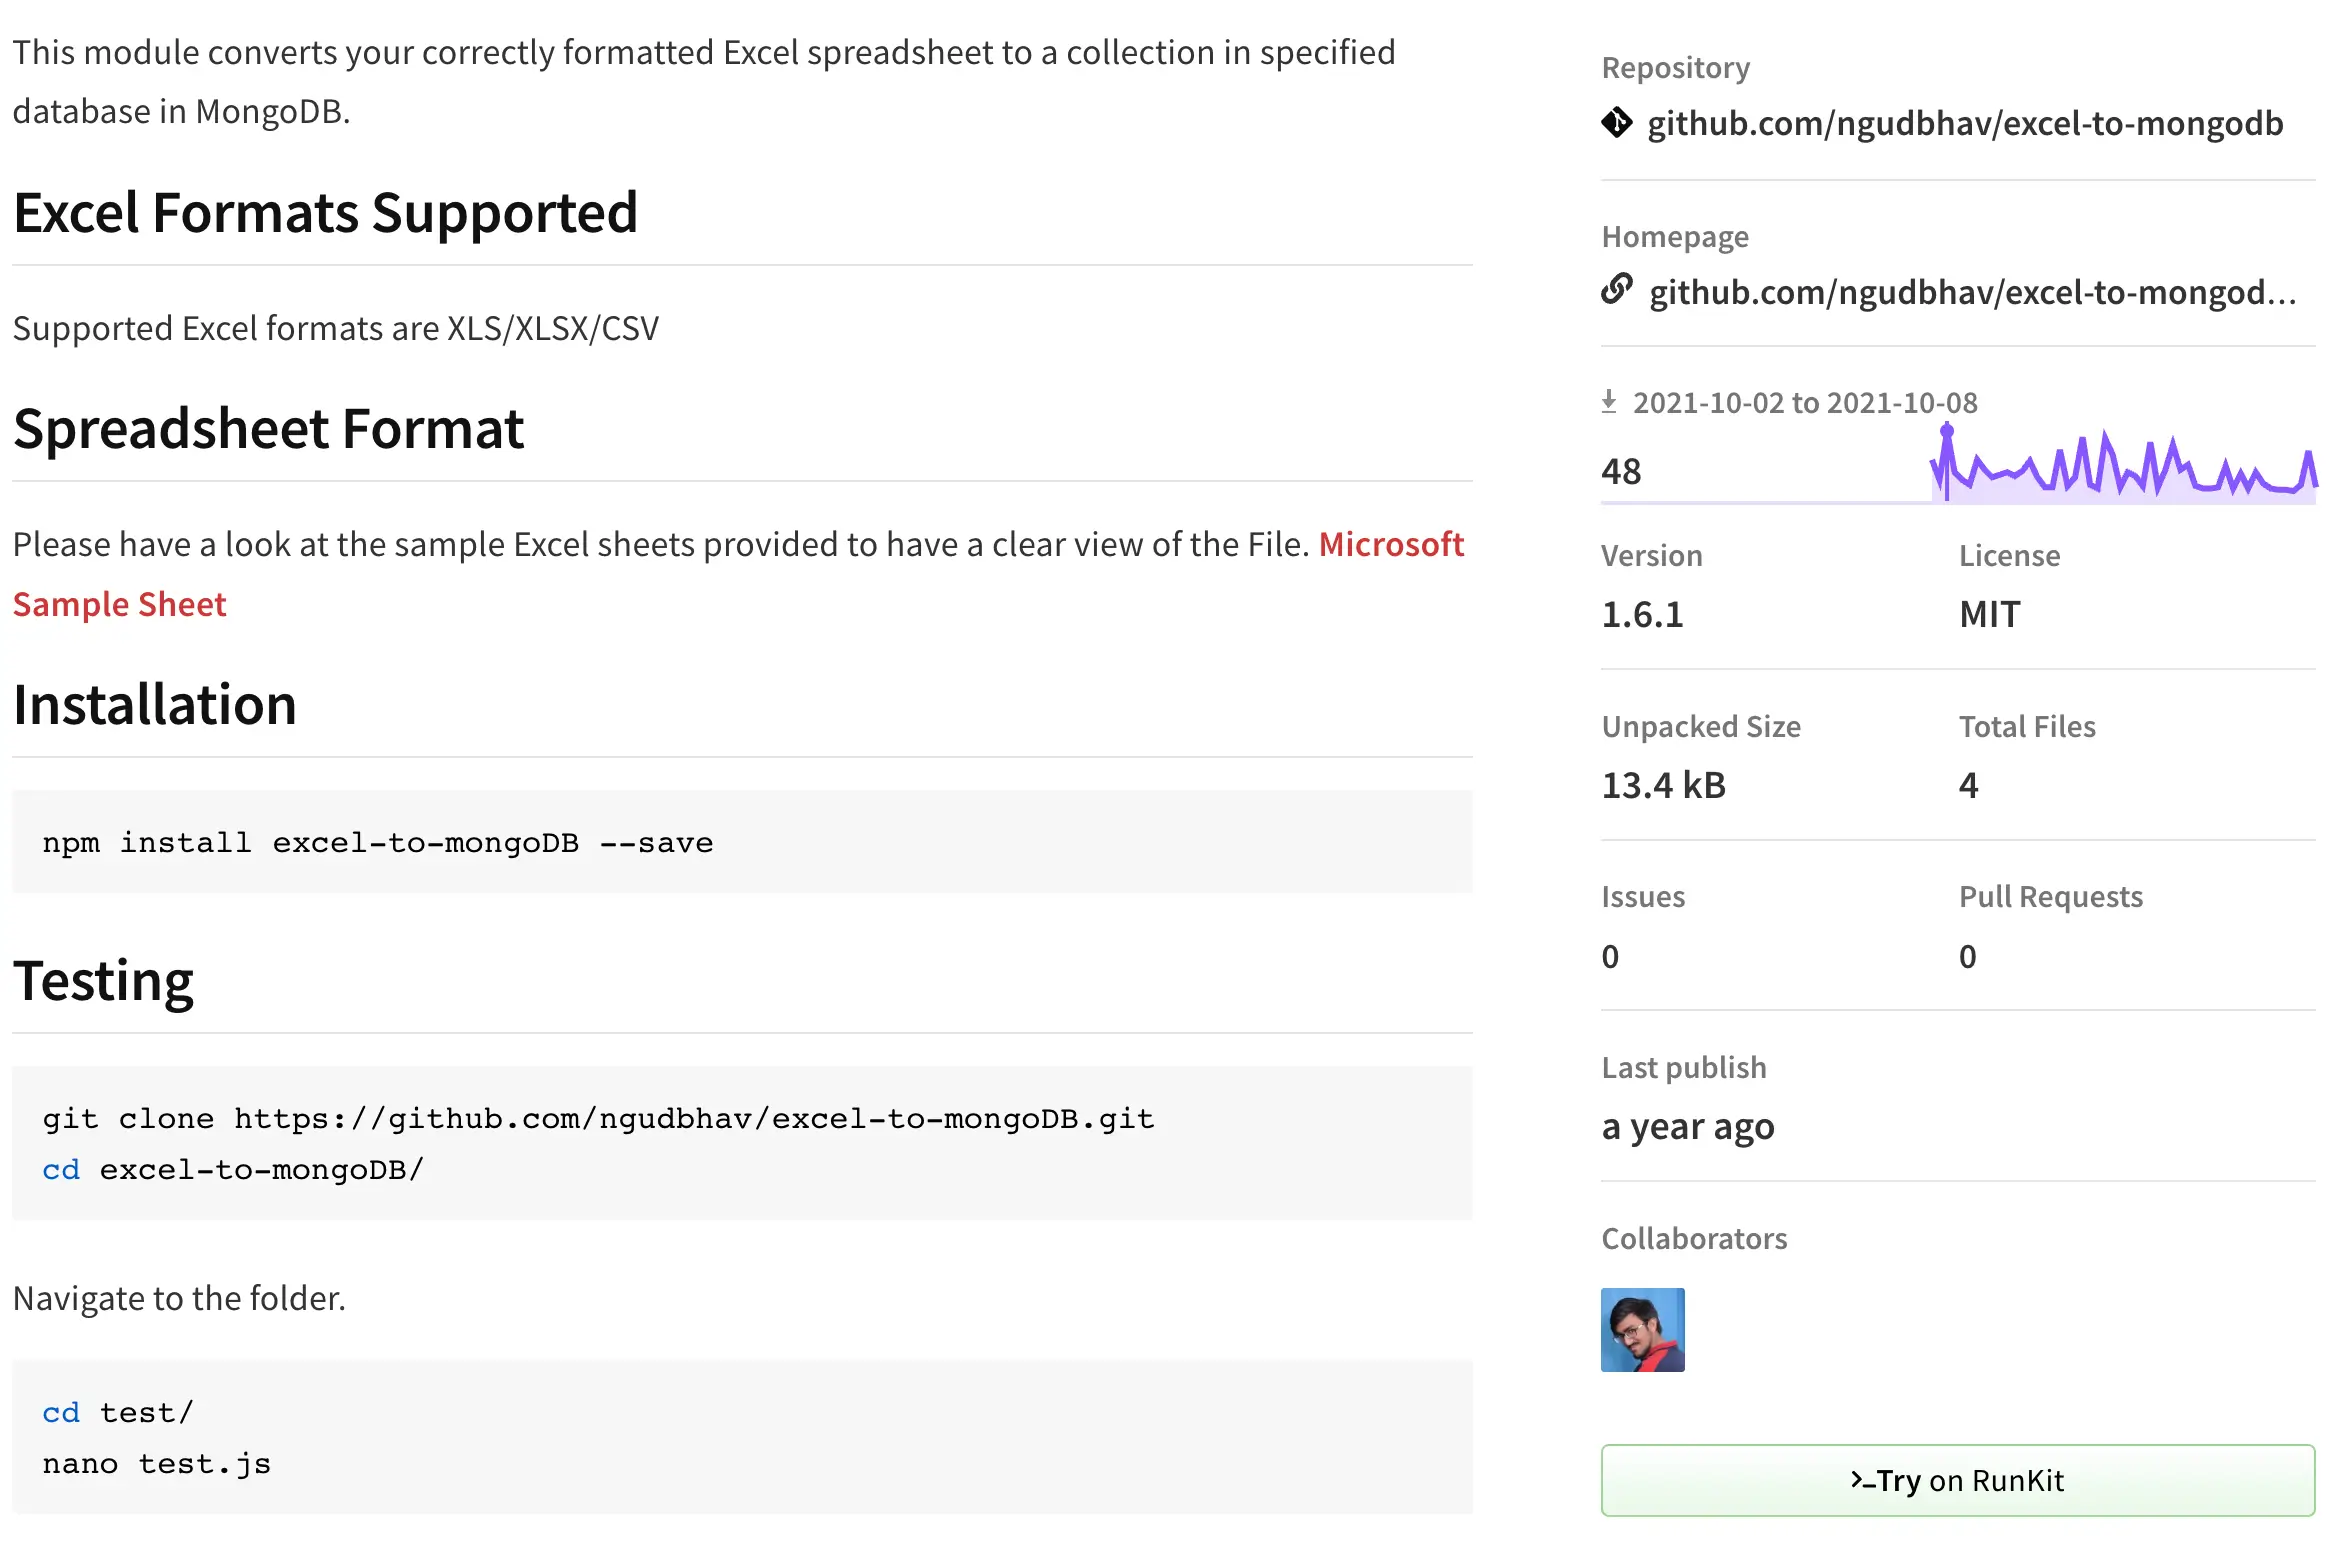 This module converts your correctly formatted Excel spreadsheet to a collection in specified
database in MongoDB.
Excel Formats Supported
Supported Excel formats are XLS/XLSX/CSV
Spreadsheet Format
Please have a look at the sample Excel sheets provided to have a clear view of the File. Microsoft
Sample Sheet
Installation
npm install excel-to-mongoDB --save
Testing
git clone https://github.com/ngudbhav/excel-to-mongoDB.git
cd excel-to-mongoDB/
Navigate to the folder.
cd test/
nano test.js
Repository
github.com/ngudbhav/excel-to-mongodb
Homepage
github.com/ngudbhav/excel-to-mongod...
2021-10-02 to 2021-10-08
48
Version License
1.6.1 MIT
Unpacked Size Total Files
13.4 kB 4
Issues Pull Requests
0 0
Last publish
a year ago
Collaborators
>_Try on RunKit